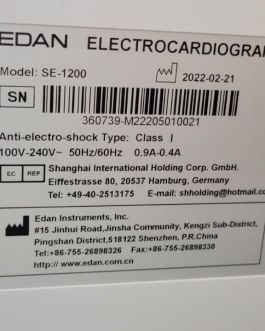 EDAN ELECTROCARDIOGRA
Model: SE-1200
2022-02-21
SN
360739-M22205010021
Anti-electro-shock Type: Class I
100V-240V~ 50Hz/60Hz 0.9A-0.4A
EC REP
Shanghai International Holding Corp. GmbH.
Eiffestrasse 80, 20537 Hamburg, Germany
Tel: +49-40-2513175 E-mail: shholding@hotmail.co
Edan Instruments, Inc.
#15 Jinhui Road,Jinsha Community, Kengzi Sub-District,
Pingshan District,518122 Shenzhen, P.R.China
Tel:+86-755-26898326 Fax:+86-755-26898330
http:// www.edan.com.cn